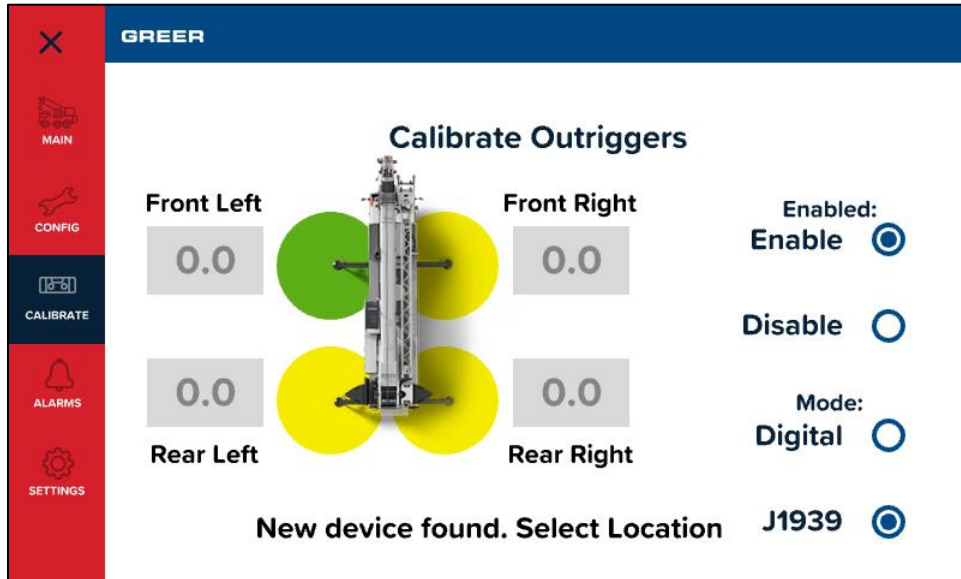 GREER
MAIN
CONFIG
CALIBRATE
ALARMS
SETTINGS
Calibrate Outriggers
Front Left
Front Right
0.0
0.0
0.0
0.0
Rear Left
Rear Right
New device found. Select Location
Enabled:
Enable
Disable
Mode:
Digital
J1939